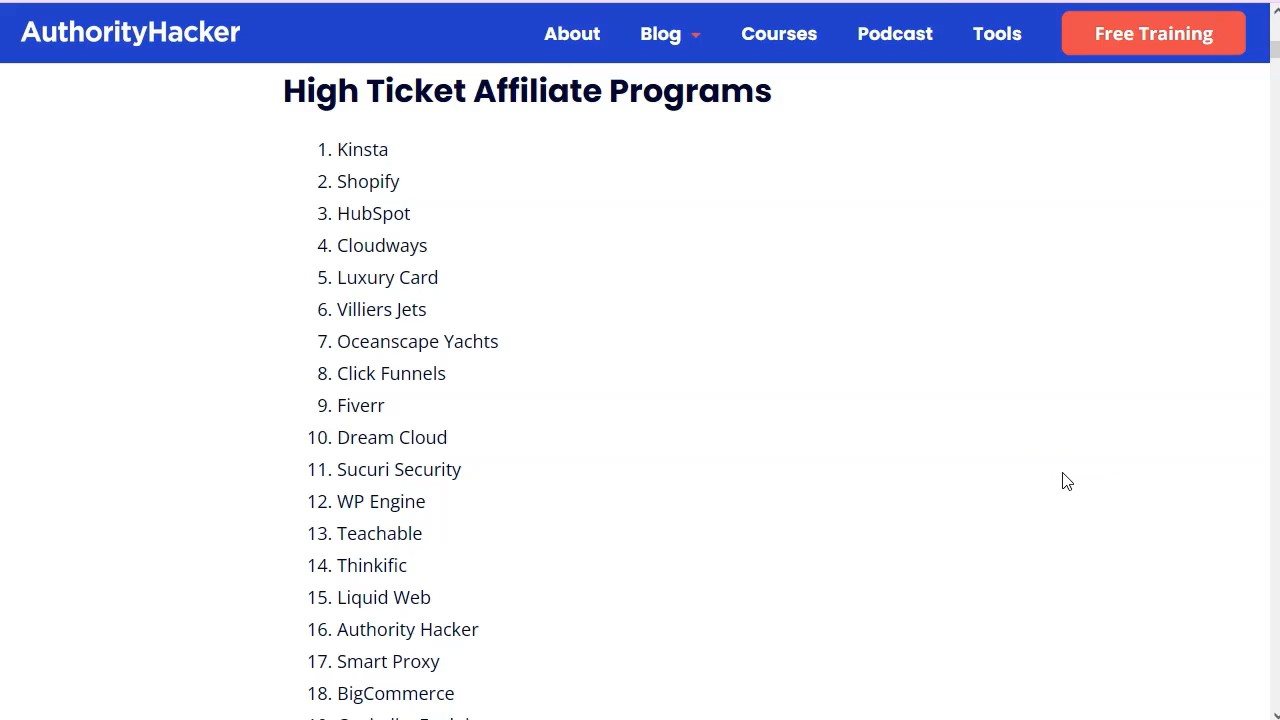 AuthorityHacker About Blog Courses Podcast Tools Free Training
High Ticket Affiliate Programs
1. Kinsta
2. Shopify
3. HubSpot
4. Cloudways
5. Luxury Card
6. Villiers Jets
7. Oceanscape Yachts
8. Click Funnels
9. Fiverr
10. Dream Cloud
11. Sucuri Security
12. WP Engine
13. Teachable
14. Thinkific
15. Liquid Web
16. Authority Hacker
17. Smart Proxy
18. BigCommerce